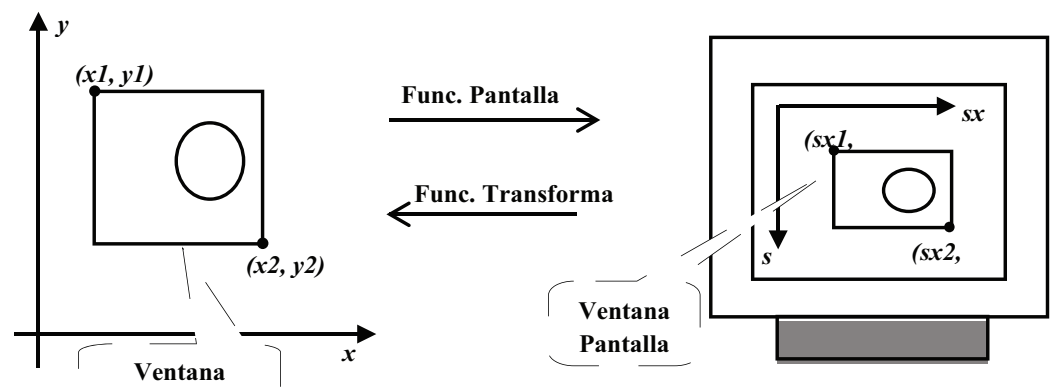 y
(x1, y1)
(x2, y2)
x
Ventana
Func. Pantalla
Func. Transforma
sx
(sx1,
s
(sx2,
Ventana
Pantalla